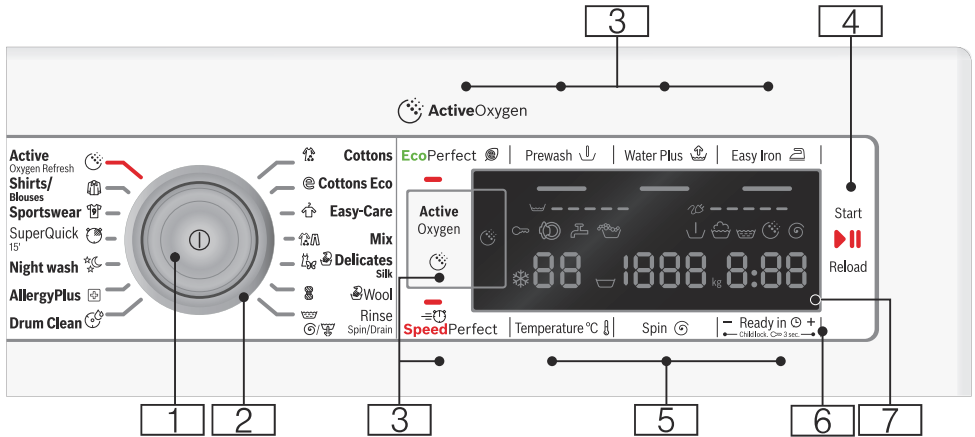 3
4
ActiveOxygen
Active
Oxygen Refresh
Shirts/
Blouses
Sportswear
SuperQuick
15'
Night wash
AllergyPlus
Drum Clean
Cottons
Cottons Eco
Easy-Care
Mix
Delicates
Silk
Wool
Rinse
Spin/Drain
EcoPerfect
Prewash
Water Plus
Easy Iron
Active
Oxygen
88
1888 kg
8:88
SpeedPerfect
Temperature °C
Spin
− Ready in +
Childlock. 3 sec.
Start
Reload
1
2
3
5
6
7